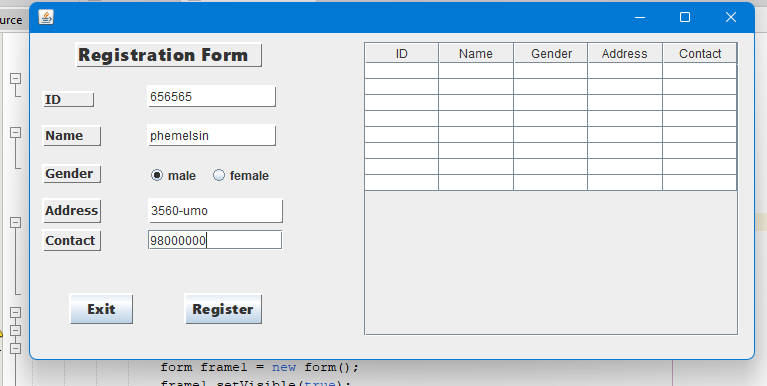 ource
Registration Form
ID 656565
Name phemelsin
Gender male female
Address 3560-umo
Contact 98000000
Exit Register
ID Name Gender Address Contact
form frame1 = new form();
frame1.setVisible(true);